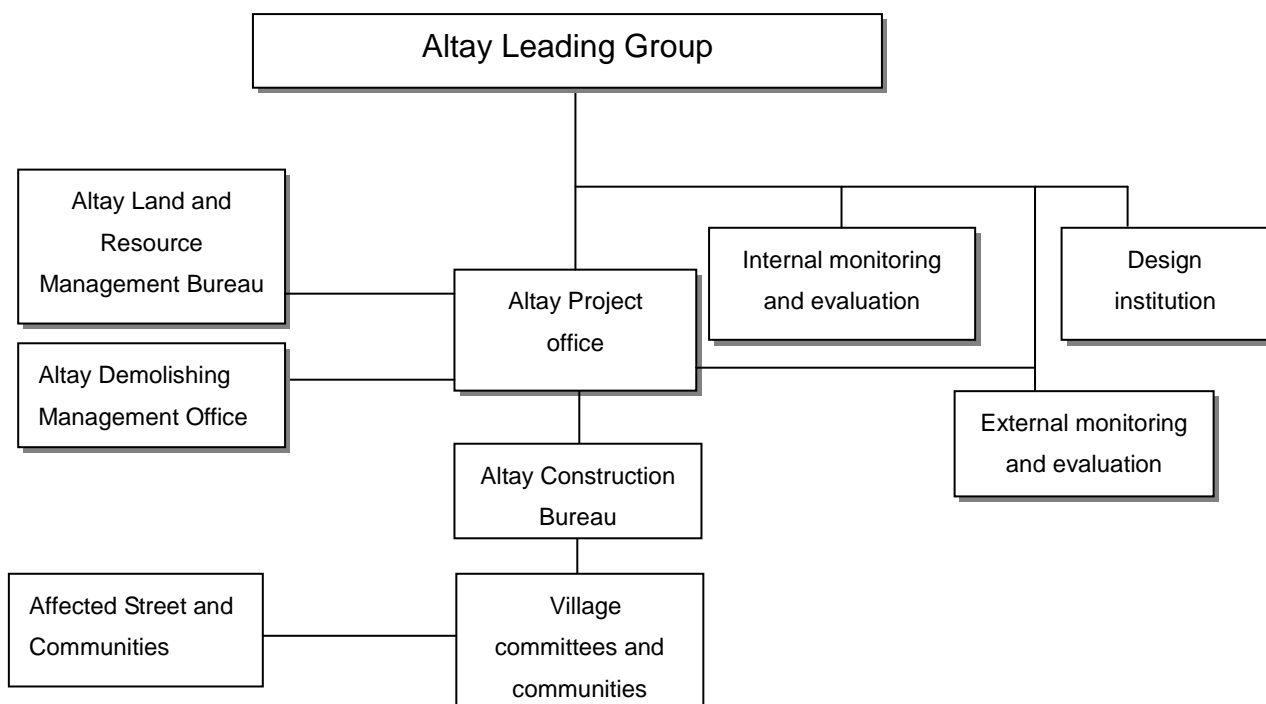 Altay Leading Group
Altay Land and
Resource
Management Bureau
Internal monitoring
and evaluation
Design
institution
Altay Project
office
Altay Demolishing
Management Office
External monitoring
and evaluation
Altay Construction
Bureau
Affected Street and
Communities
Village
committees and
communities